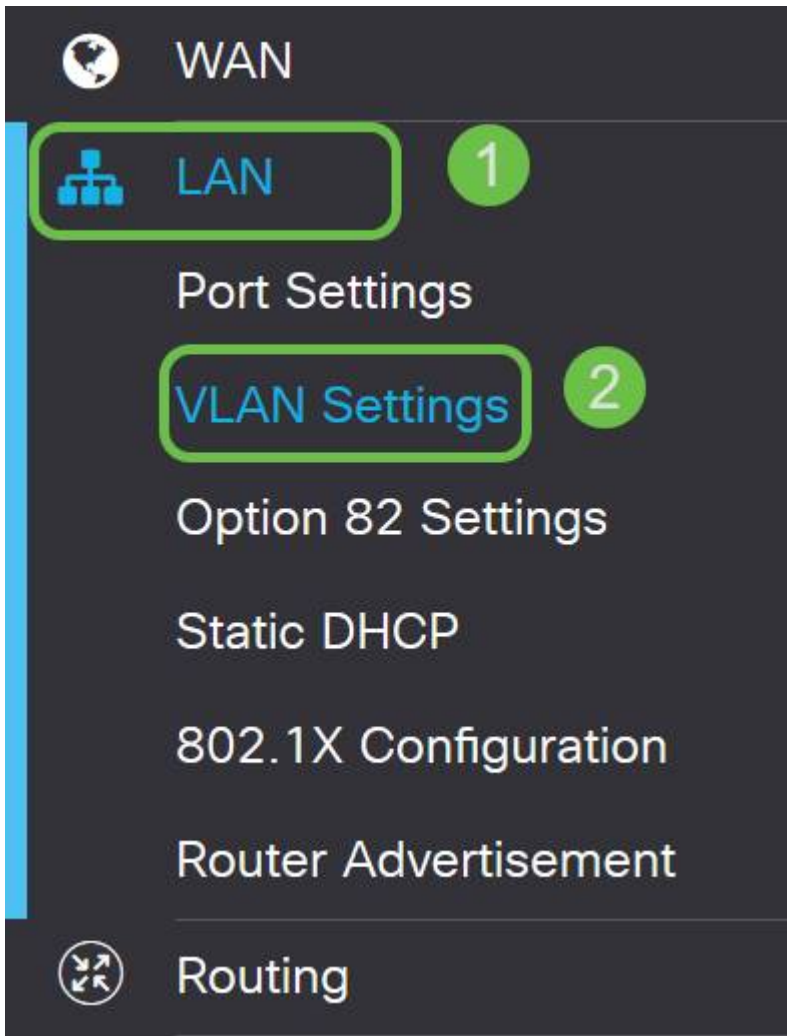 WAN
LAN 1
Port Settings
VLAN Settings 2
Option 82 Settings
Static DHCP
802.1X Configuration
Router Advertisement
Routing